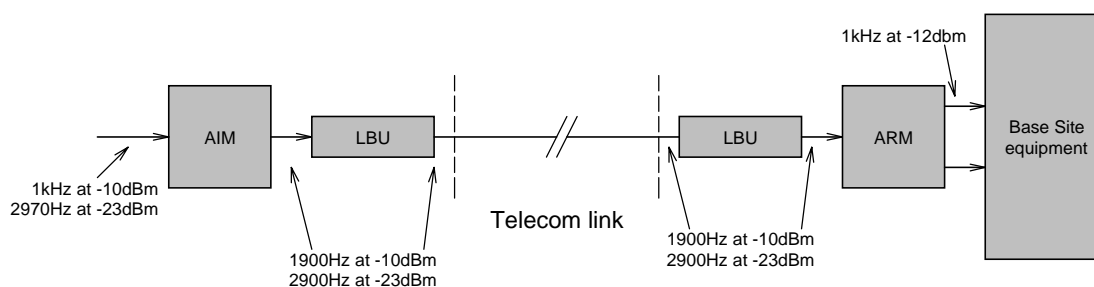 1kHz at -12dbm
AIM
LBU
LBU
ARM
Base Site
equipment
1kHz at -10dBm
2970Hz at -23dBm
Telecom link
1900Hz at -10dBm
2900Hz at -23dBm
1900Hz at -10dBm
2900Hz at -23dBm